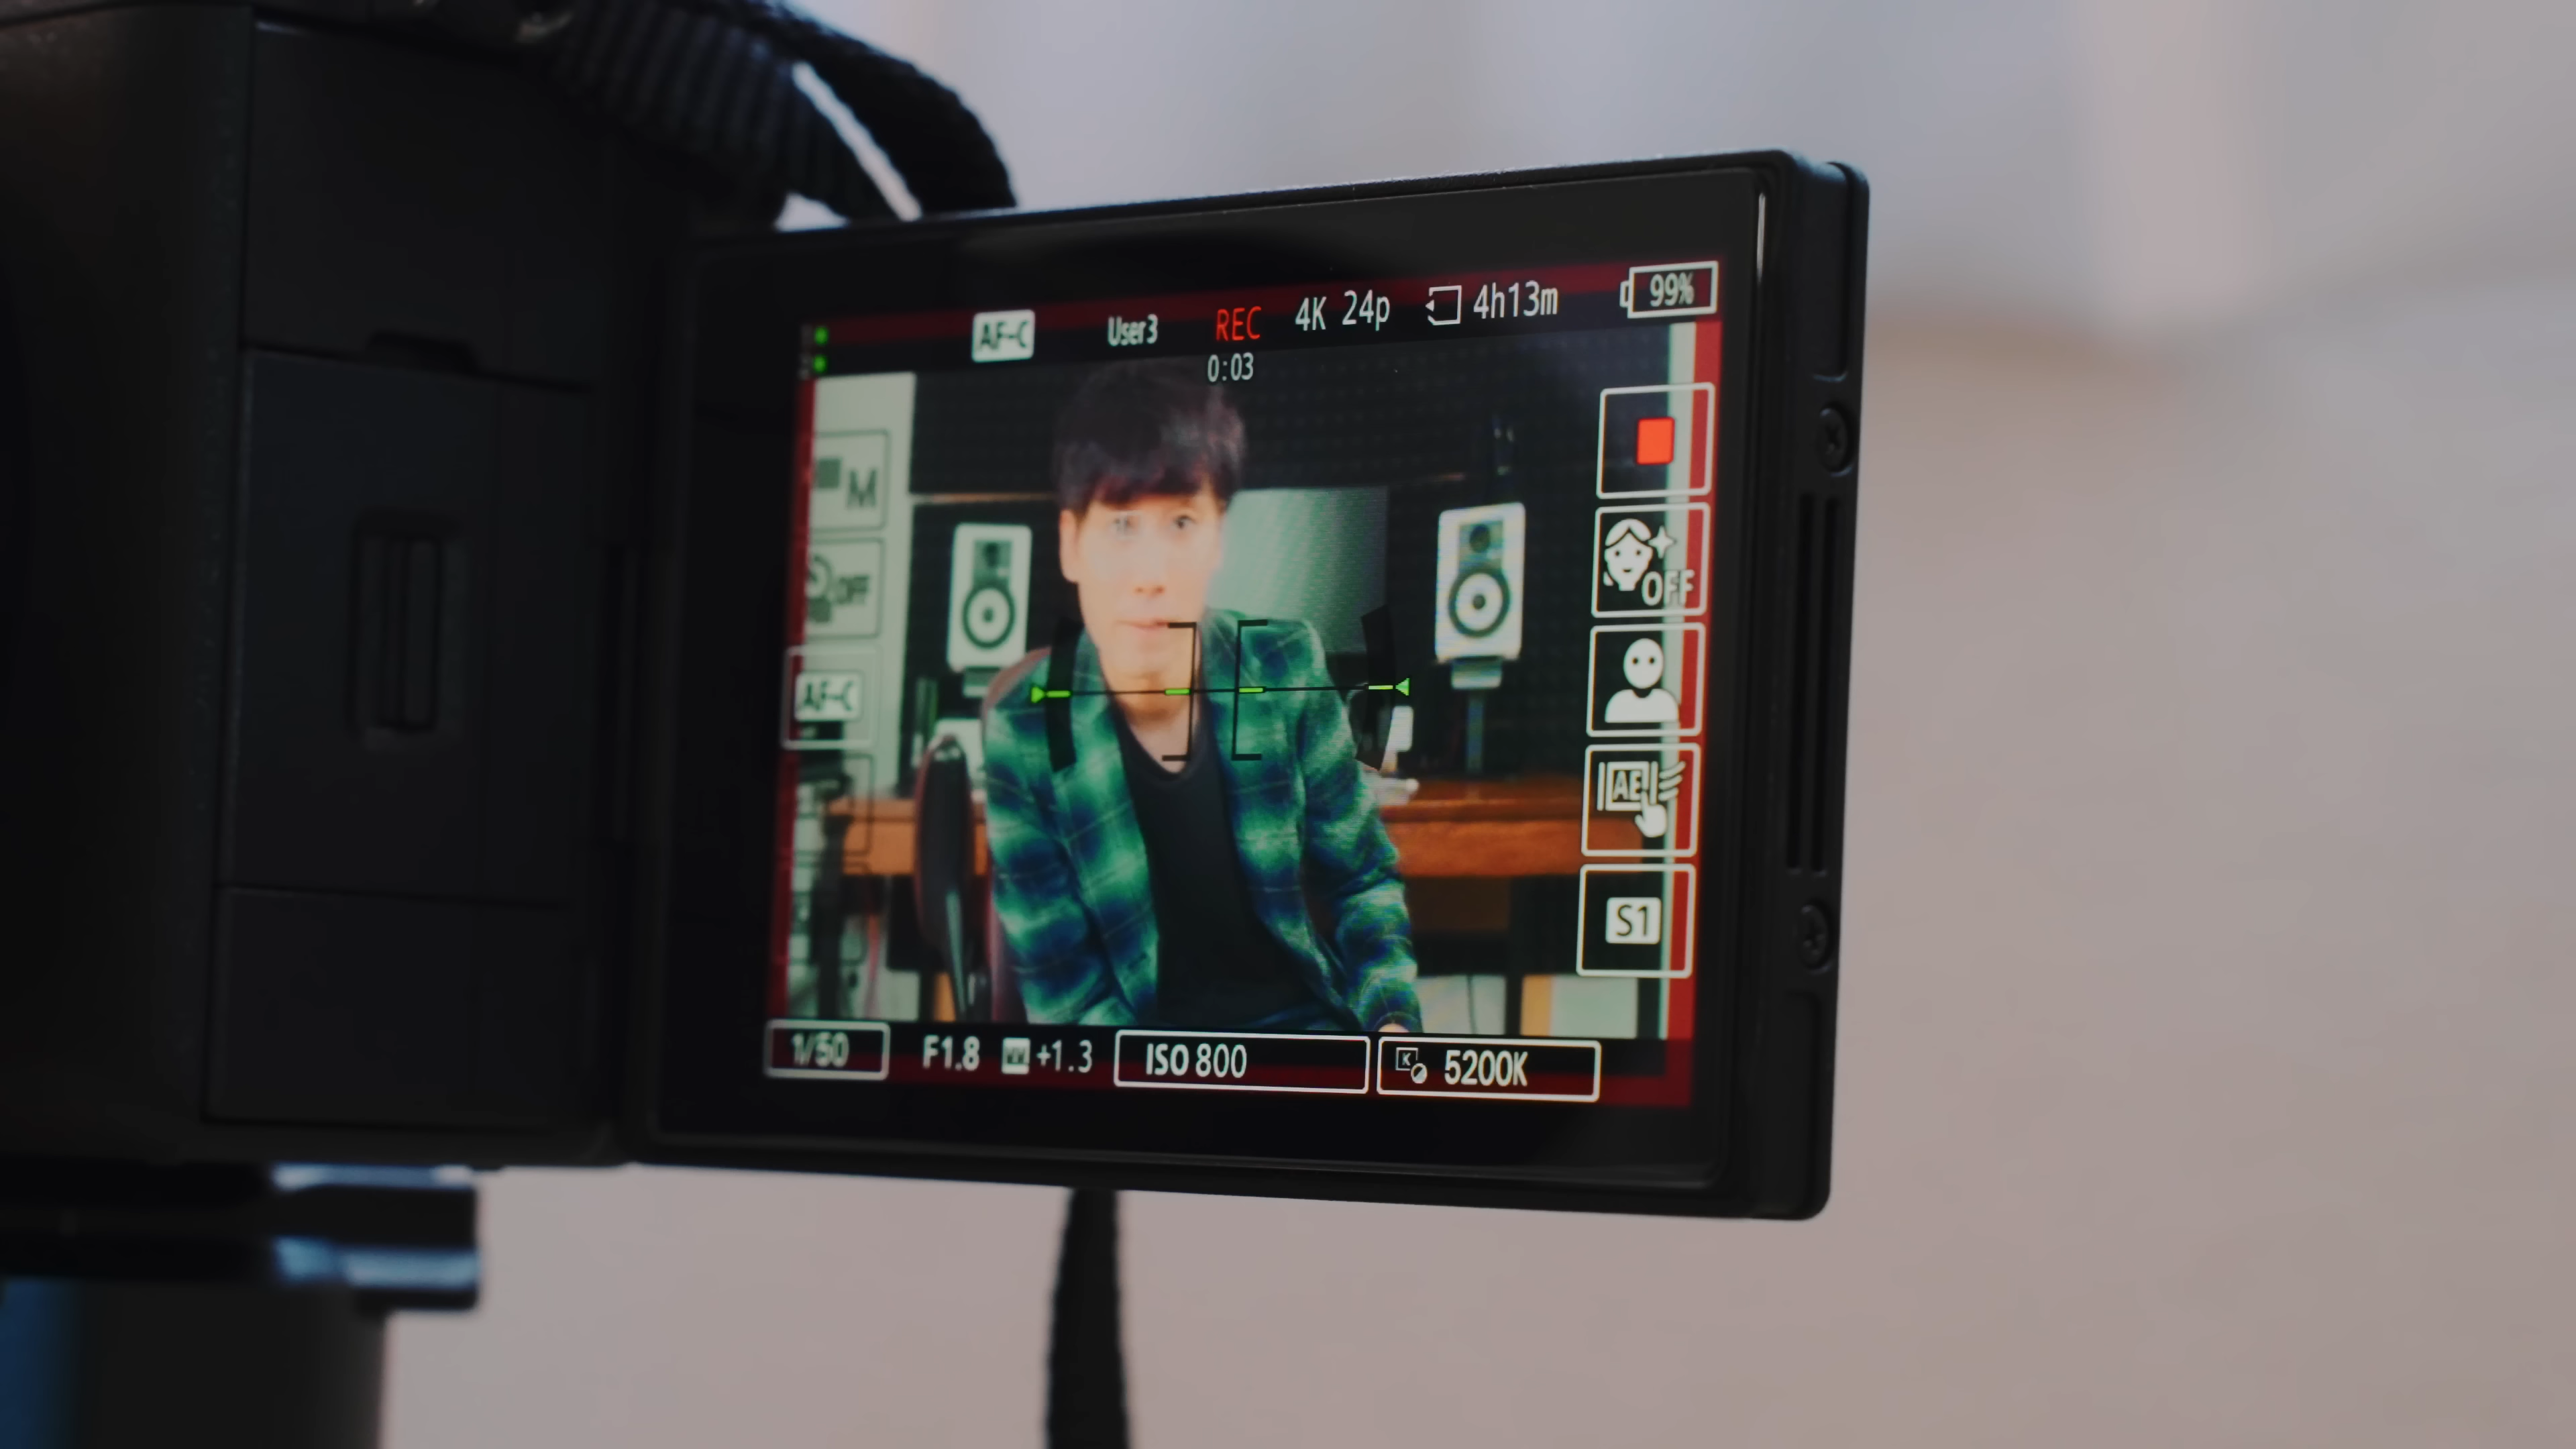 AF-C User3 REC 4K 24p 4h13m 99%
0:03
M
OFF
OFF
AF-C
AE
S1
1/50 F1.8 +1.3 ISO 800 K 5200K